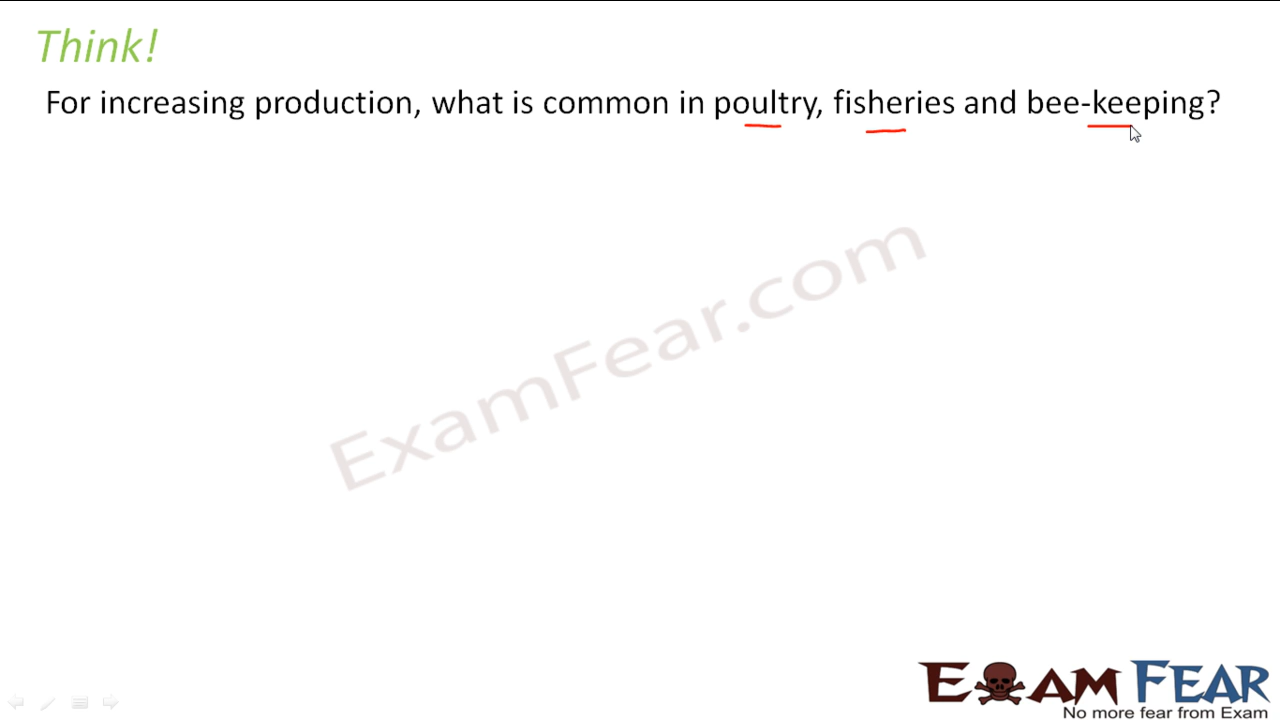 Think!
For increasing production, what is common in poultry, fisheries and bee-keeping?
ExamFear.com
EXAM FEAR
No more fear from Exam